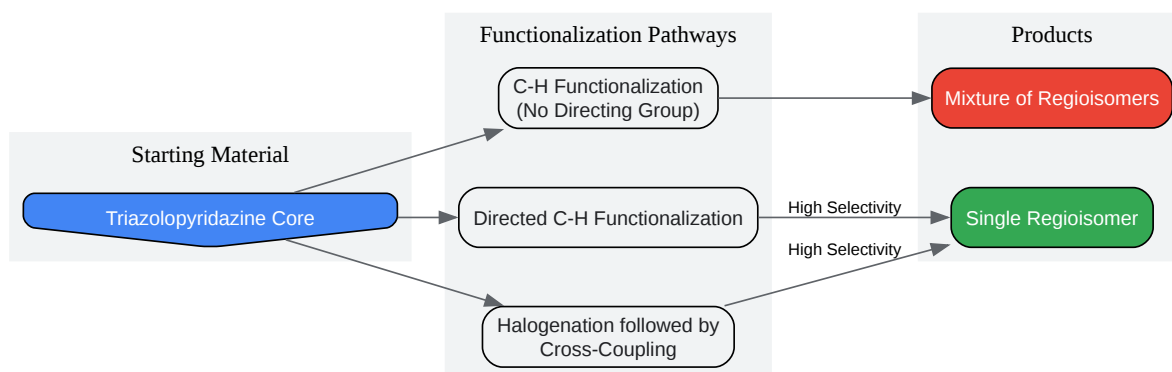 Functionalization Pathways
Products
C-H Functionalization
(No Directing Group)
Mixture of Regioisomers
Starting Material
Triazolopyridazine Core
Directed C-H Functionalization
High Selectivity
Single Regioisomer
High Selectivity
Halogenation followed by
Cross-Coupling